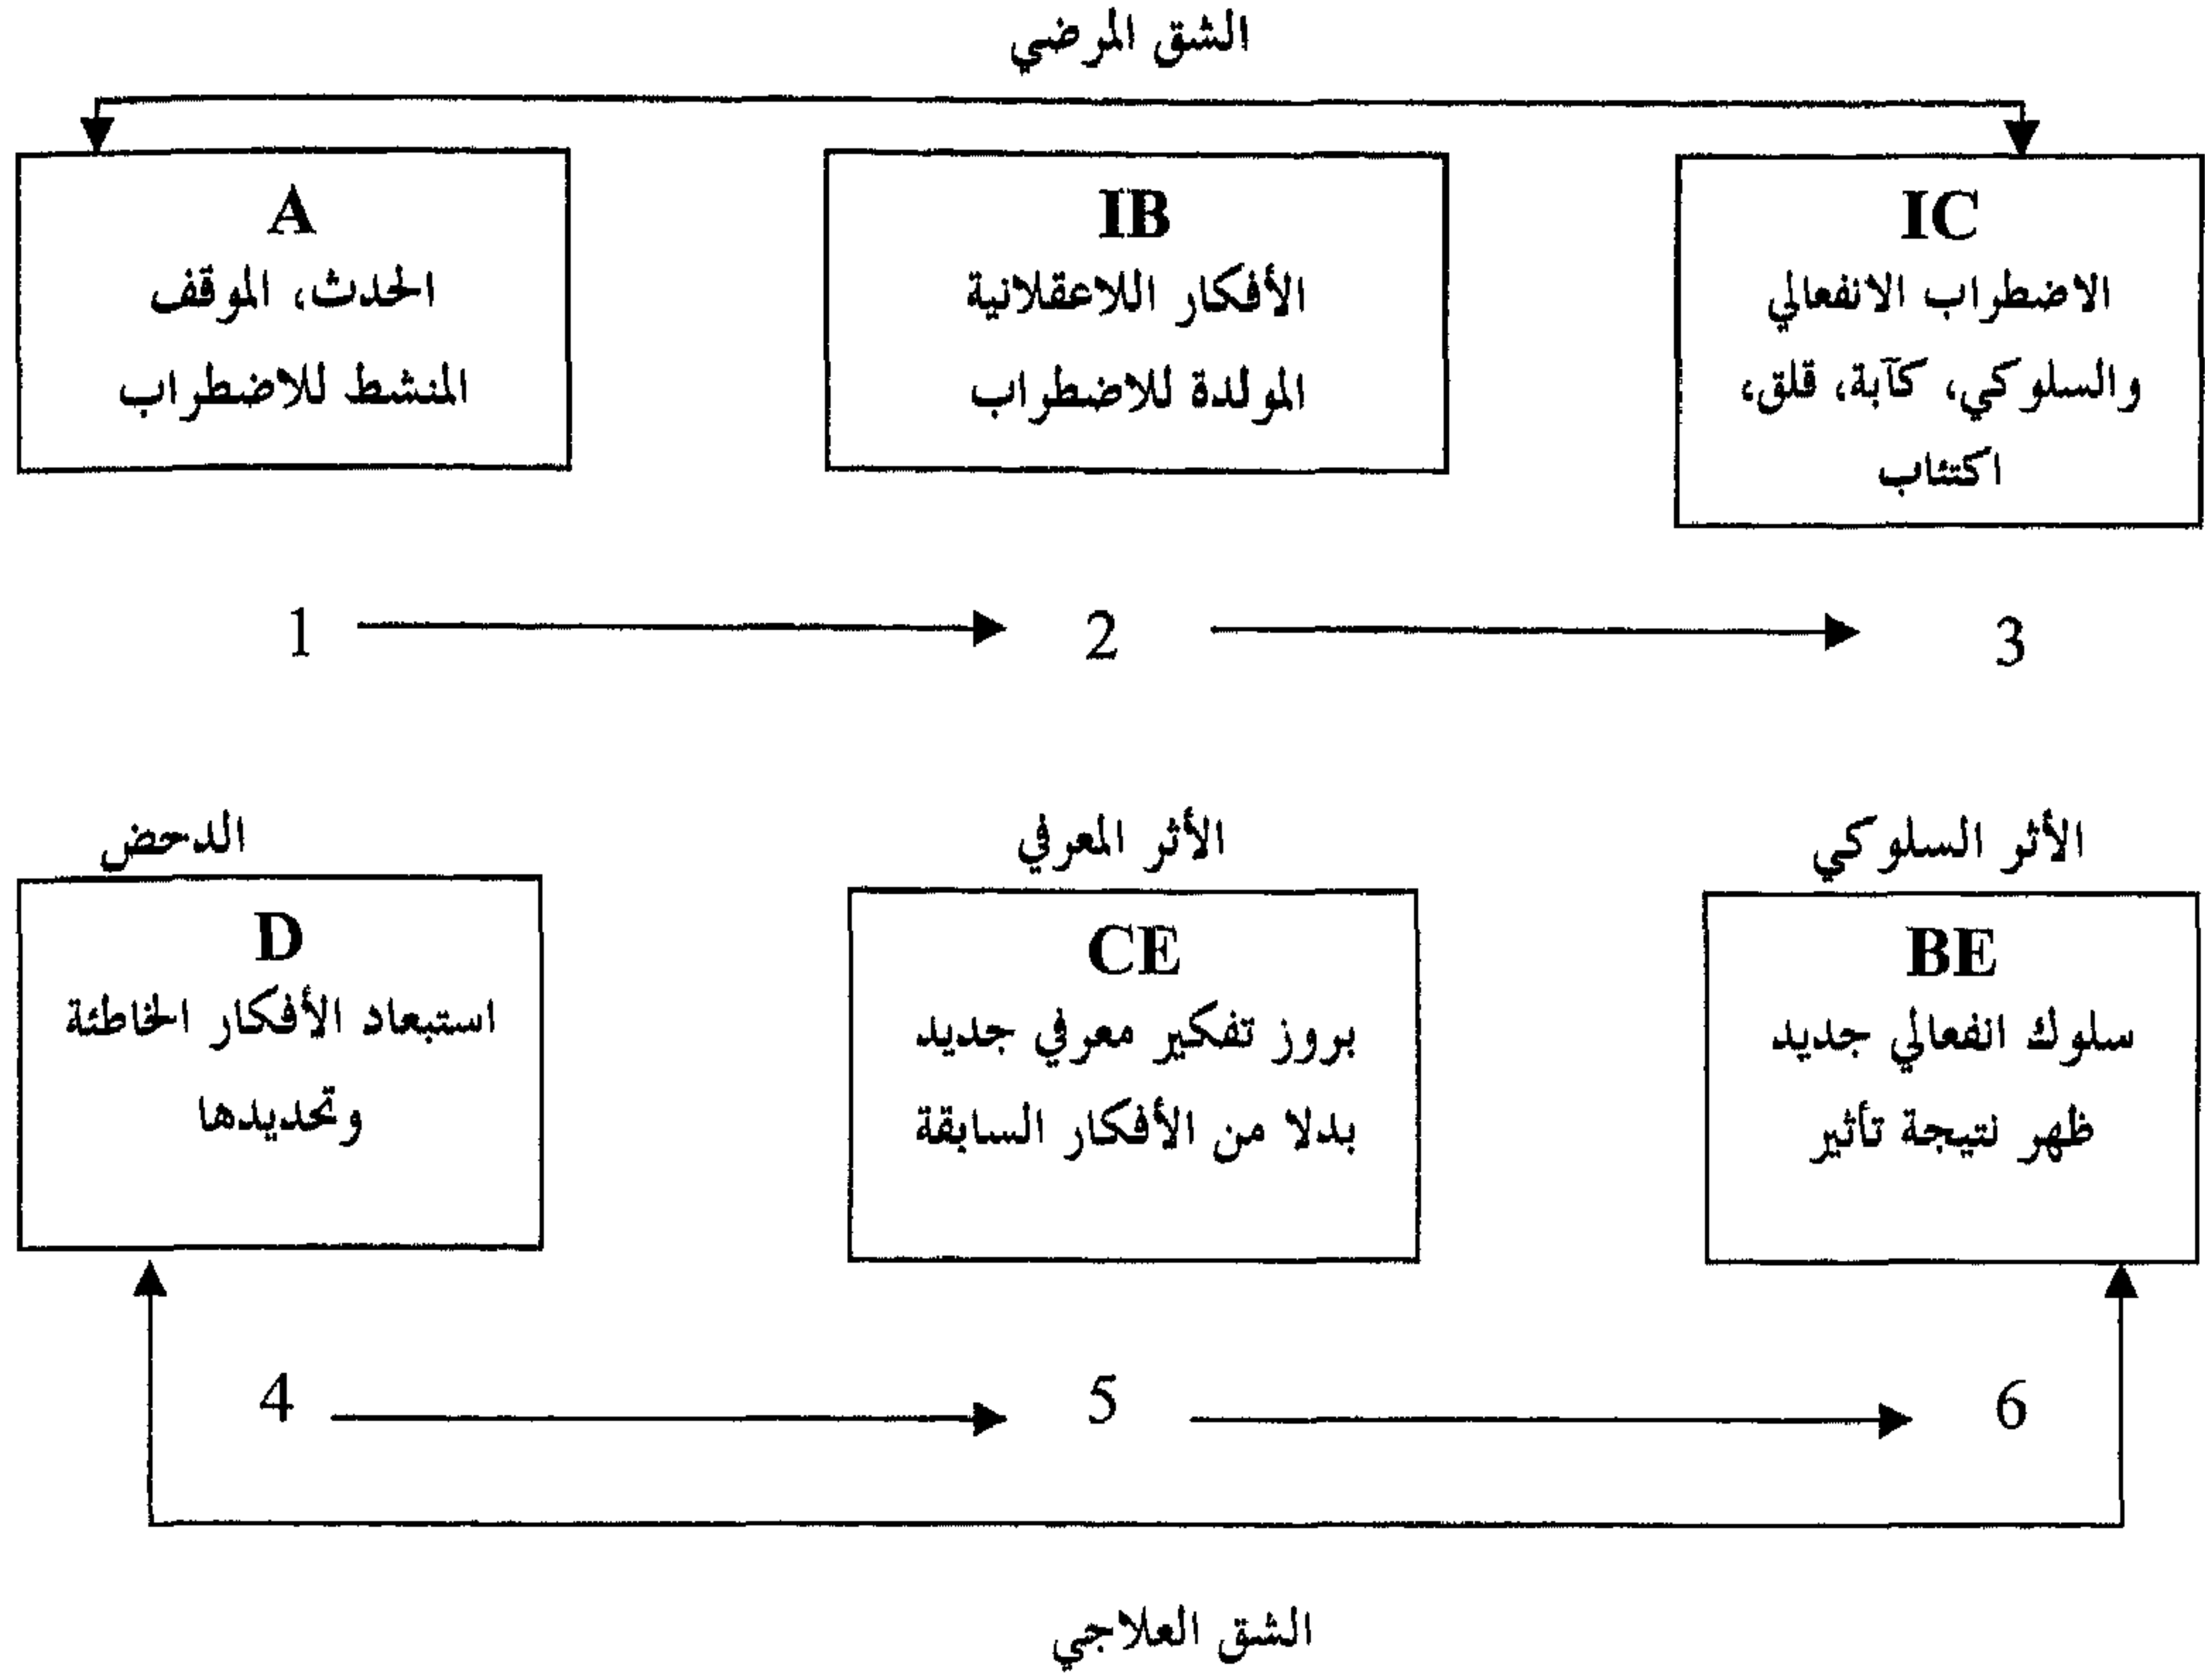 الشق المرضي
A
الحدث، الموقف
المنشط للاضطراب
IB
الأفكار اللاعقلانية
المولدة للاضطراب
IC
الاضطراب الانفعالي
والسلوكي، كآبة، قلق،
اكتئاب
1
2
3
الدحض
D
استبعاد الأفكار الخاطئة
وتحديدها
الأثر المعرفي
CE
بروز تفكير معرفي جديد
بدلا من الأفكار السابقة
الأثر السلوكي
BE
سلوك انفعالي جديد
ظهر نتيجة تأثير
4
5
6
الشق العلاجي